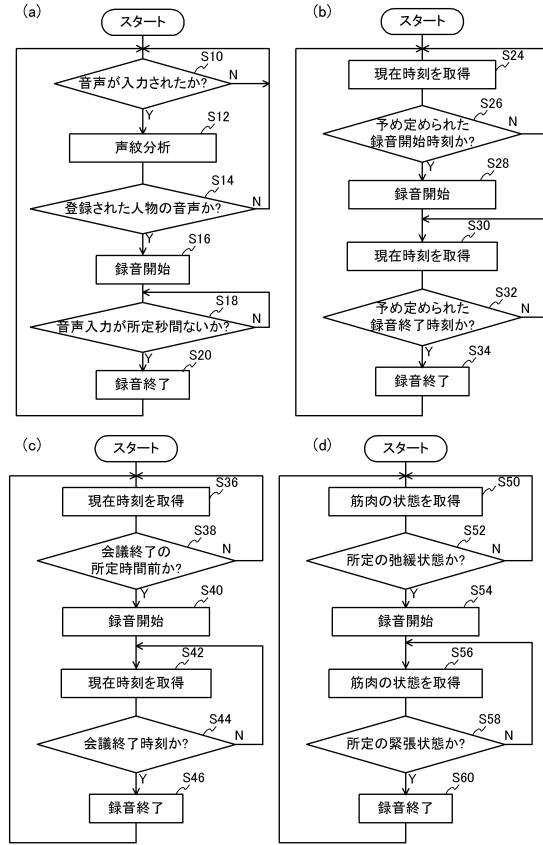 (a)
スタート
S10
音声が入力されたか?
N
Y
S12
声紋分析
S14
登録された人物の音声か?
N
Y
S16
録音開始
S18
音声入力が所定秒間ないか?
N
Y
S20
録音終了
(b)
スタート
S24
現在時刻を取得
S26
予め定められた
録音開始時刻か?
N
Y
S28
録音開始
S30
現在時刻を取得
S32
予め定められた
録音終了時刻か?
N
Y
S34
録音終了
(c)
スタート
S36
現在時刻を取得
S38
会議終了の
所定時間前か?
N
Y
S40
録音開始
S42
現在時刻を取得
S44
会議終了時刻か?
N
Y
S46
録音終了
(d)
スタート
S50
筋肉の状態を取得
S52
所定の弛緩状態か?
N
Y
S54
録音開始
S56
筋肉の状態を取得
S58
所定の緊張状態か?
N
Y
S60
録音終了